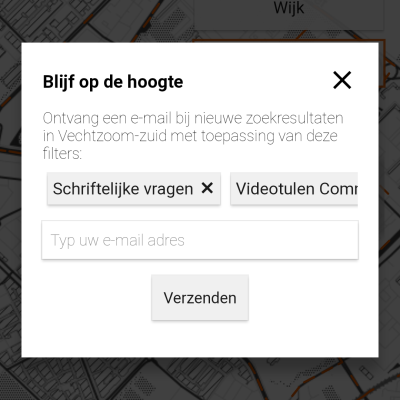 Wijk
Blijf op de hoogte
Ontvang een e-mail bij nieuwe zoekresultaten
in Vechtzoom-zuid met toepassing van deze
filters:
Schriftelijke vragen ✕ Videotulen Comm
Typ uw e-mail adres
Verzenden